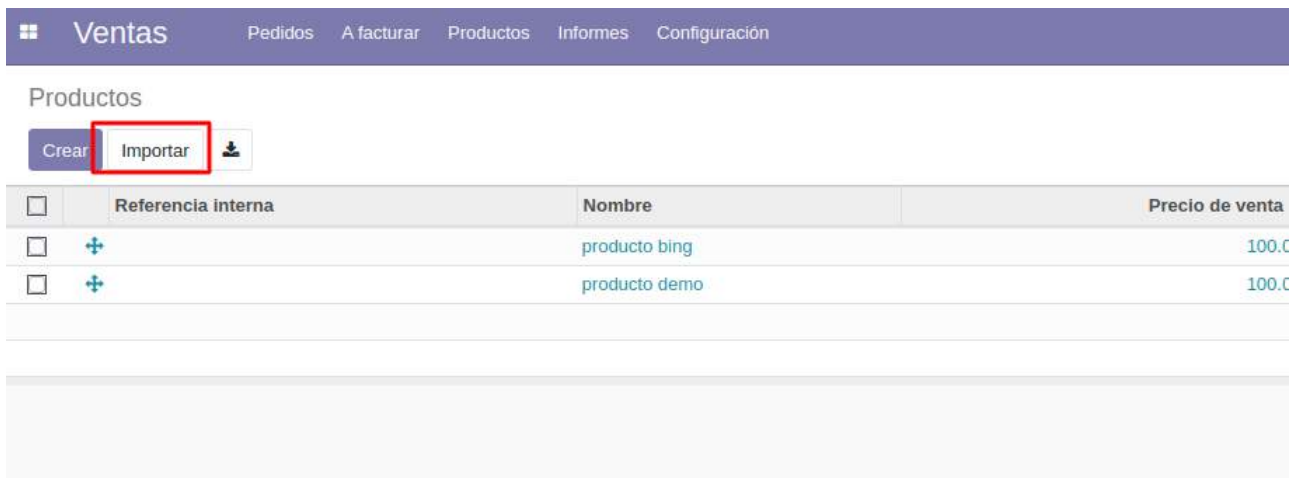 Ventas Pedidos A facturar Productos Informes Configuración
Productos
Crear Importar
Referencia interna Nombre Precio de venta
producto bing 100.0
producto demo 100.0